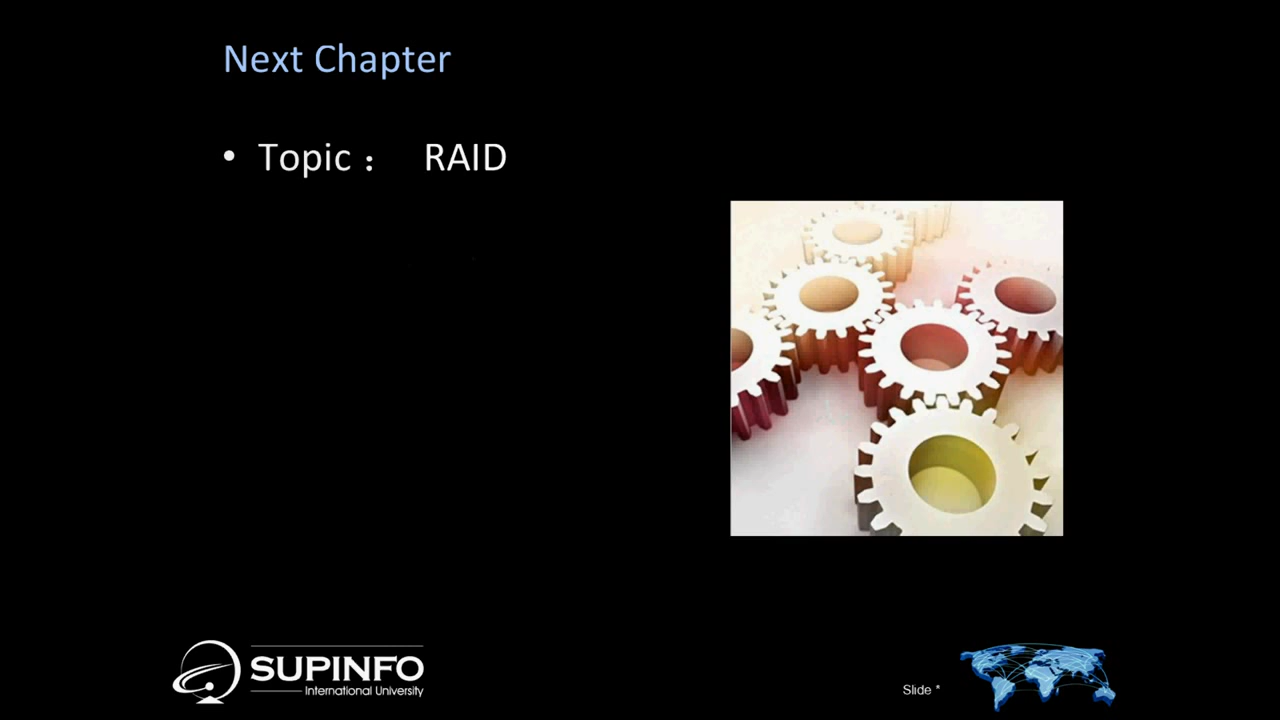 Next Chapter
• Topic： RAID
SUPINFO
International University
Slide *